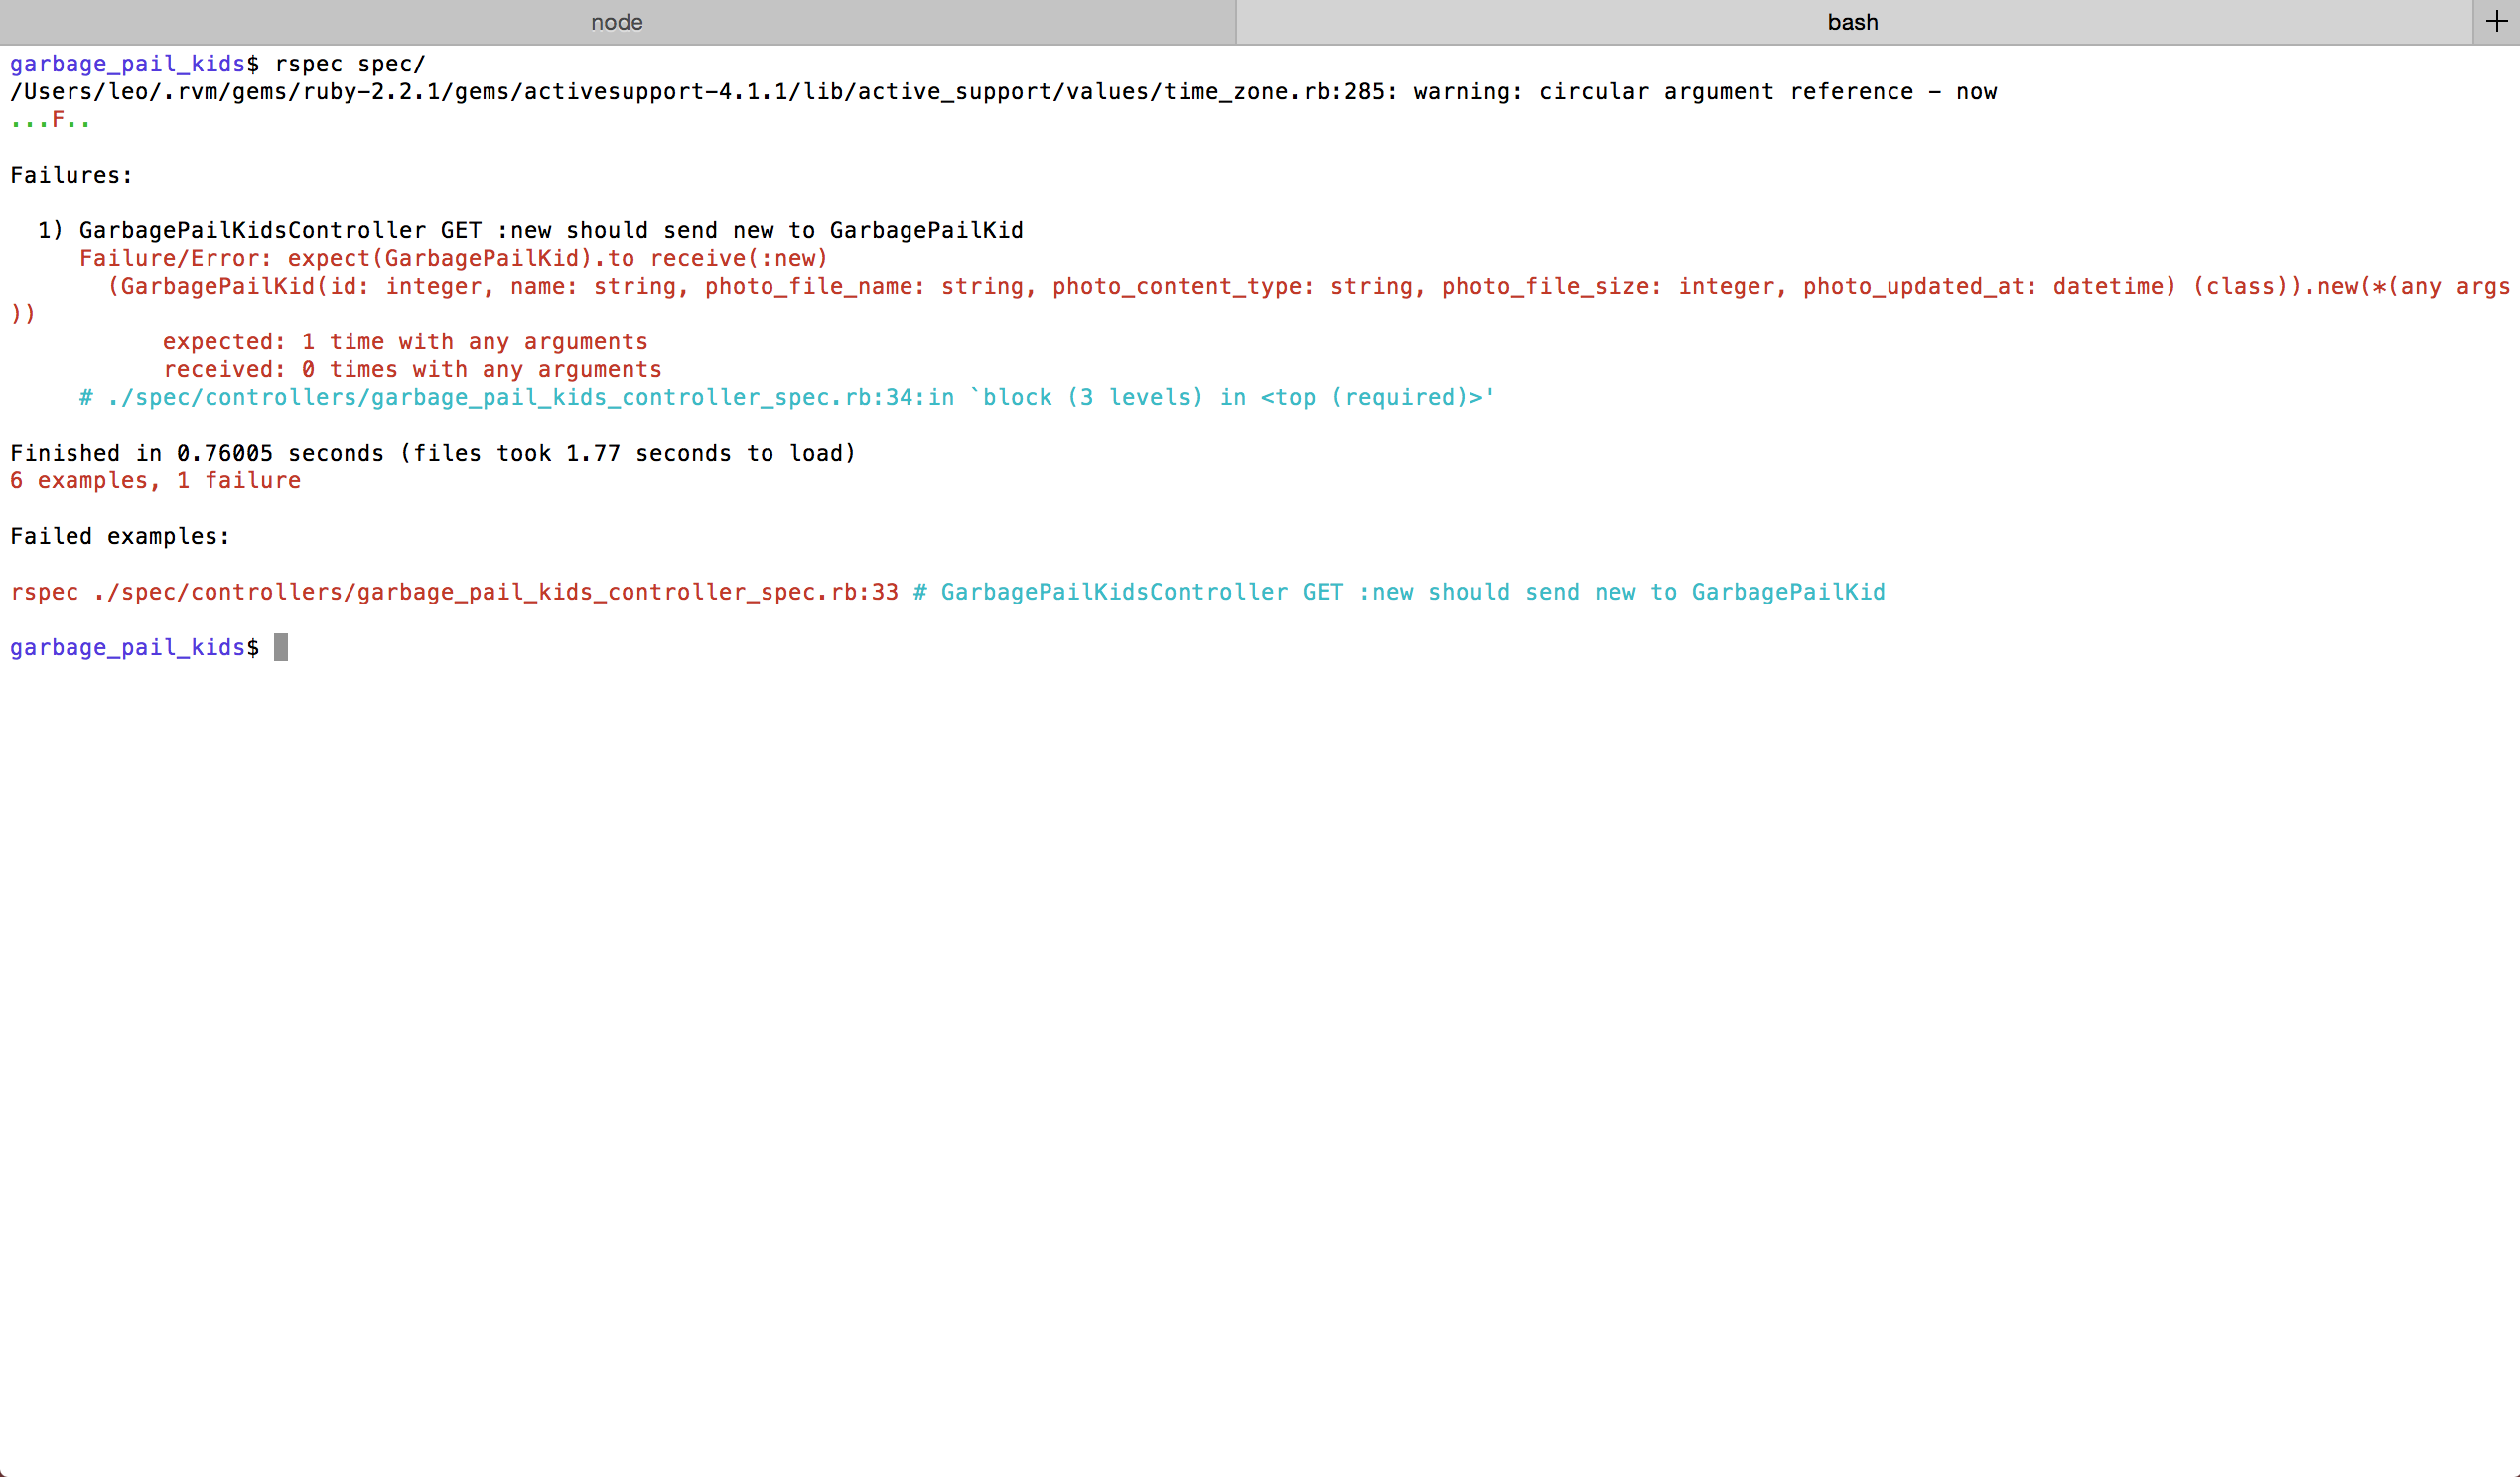 node
bash
+
garbage_pail_kids$ rspec spec/
/Users/leo/.rvm/gems/ruby-2.2.1/gems/activesupport-4.1.1/lib/active_support/values/time_zone.rb:285: warning: circular argument reference - now
...F..
Failures:
1) GarbagePailKidsController GET :new should send new to GarbagePailKid
Failure/Error: expect(GarbagePailKid).to receive(:new)
(GarbagePailKid(id: integer, name: string, photo_file_name: string, photo_content_type: string, photo_file_size: integer, photo_updated_at: datetime) (class)).new(*(any args
))
expected: 1 time with any arguments
received: 0 times with any arguments
# ./spec/controllers/garbage_pail_kids_controller_spec.rb:34:in `block (3 levels) in <top (required)>'
Finished in 0.76005 seconds (files took 1.77 seconds to load)
6 examples, 1 failure
Failed examples:
rspec ./spec/controllers/garbage_pail_kids_controller_spec.rb:33 # GarbagePailKidsController GET :new should send new to GarbagePailKid
garbage_pail_kids$